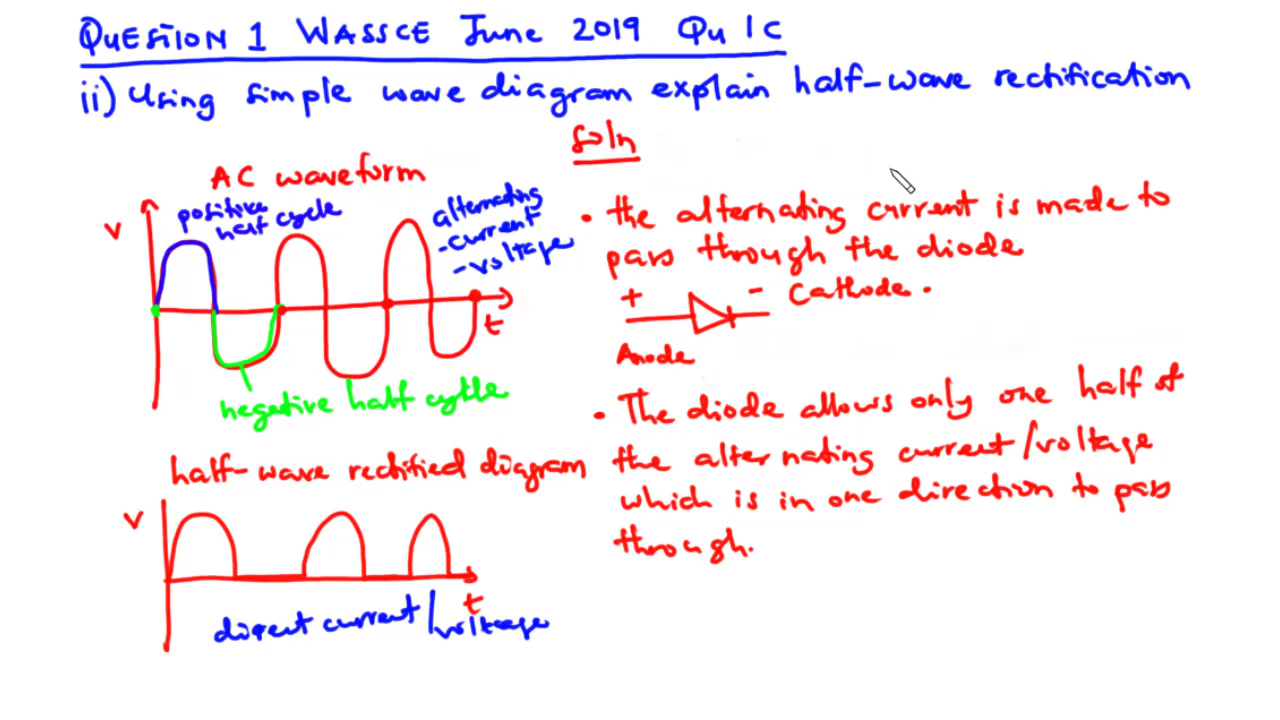 QUESTION 1 WASSCE June 2019 Qu 1c
ii) Using simple wave diagram explain half-wave rectification
Soln
AC waveform
positive
half cycle
alternating
-current
-voltage
V
t
negative half cycle
half-wave rectified diagram
V
t
direct current/voltage
• the alternating current is made to
pass through the diode
+ - Cathode.
Anode
• The diode allows only one half of
the alternating current/voltage
which is in one direction to pass
through.